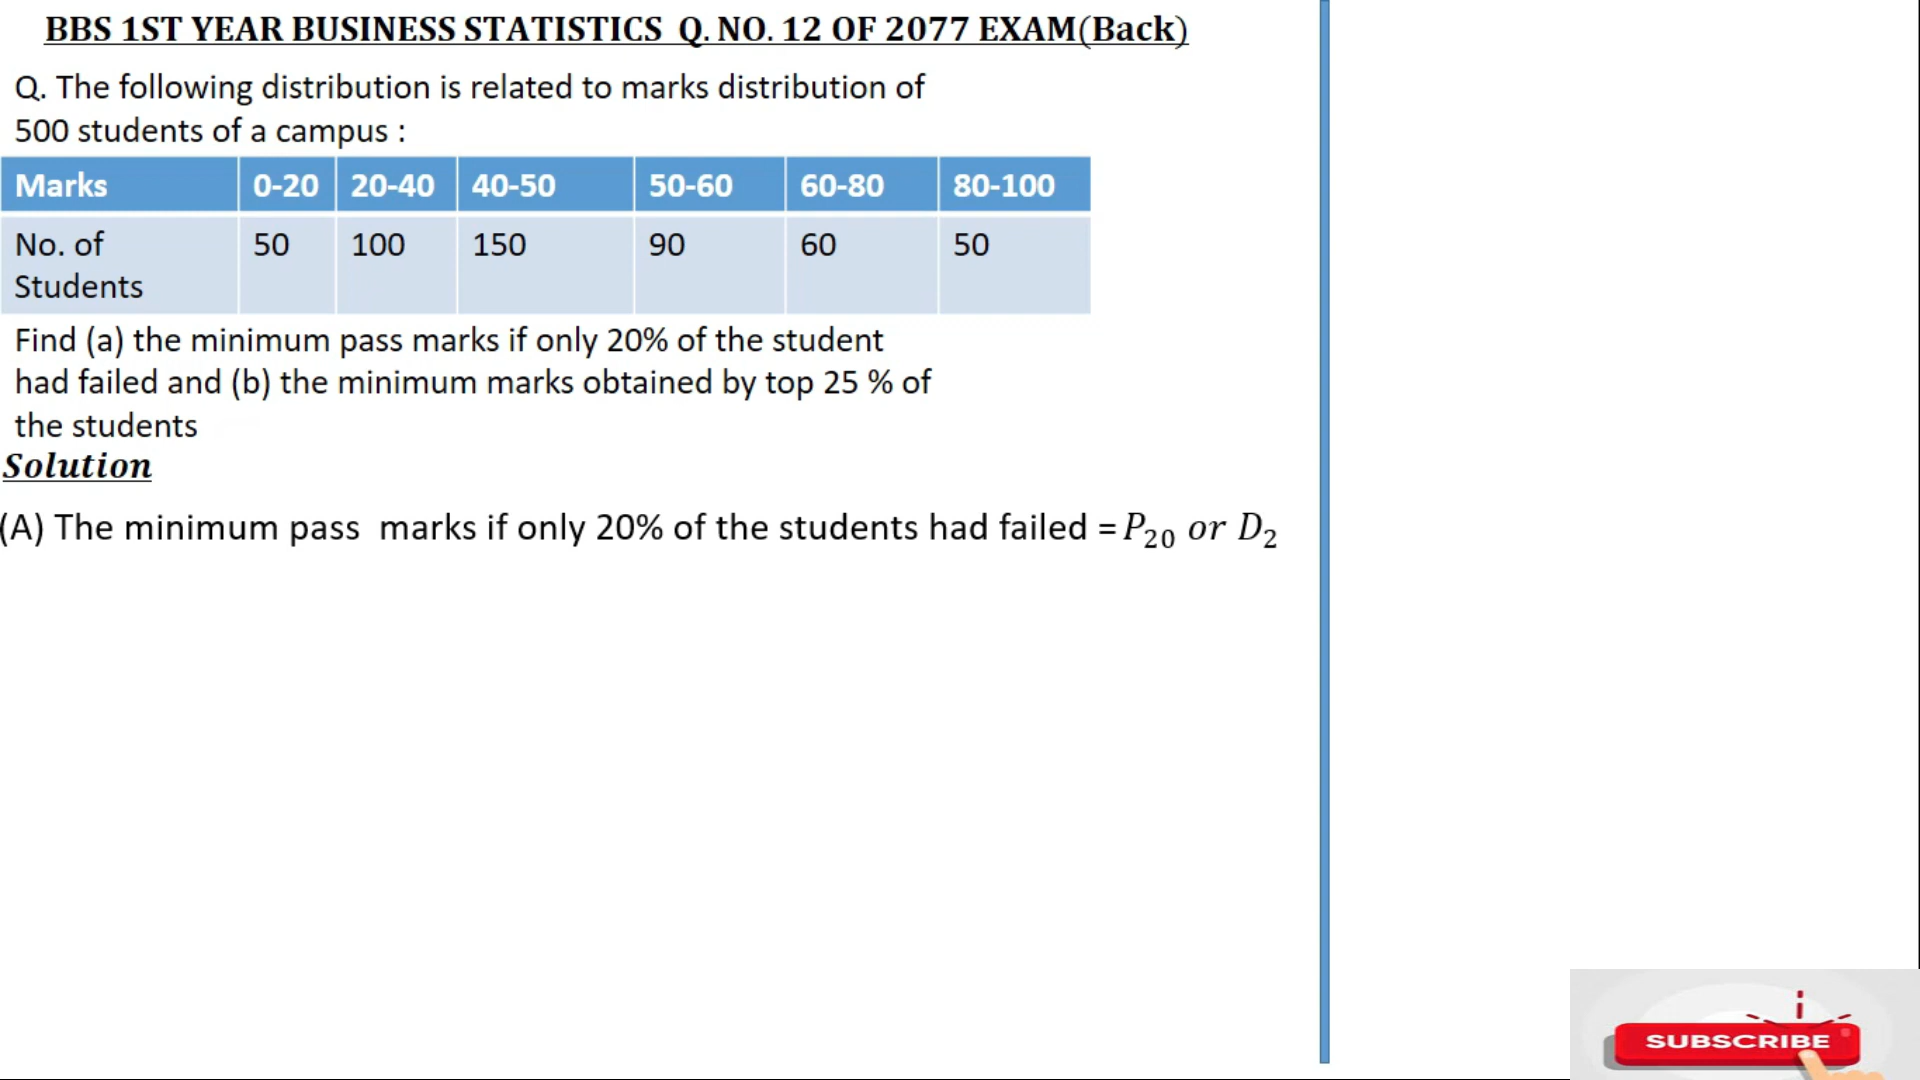 BBS 1ST YEAR BUSINESS STATISTICS Q. NO. 12 OF 2077 EXAM(Back)
Q. The following distribution is related to marks distribution of
500 students of a campus :
Marks 0-20 20-40 40-50 50-60 60-80 80-100
No. of 50 100 150 90 60 50
Students
Find (a) the minimum pass marks if only 20% of the student
had failed and (b) the minimum marks obtained by top 25 % of
the students
Solution
(A) The minimum pass marks if only 20% of the students had failed = P₂₀ or D₂
SUBSCRIBE